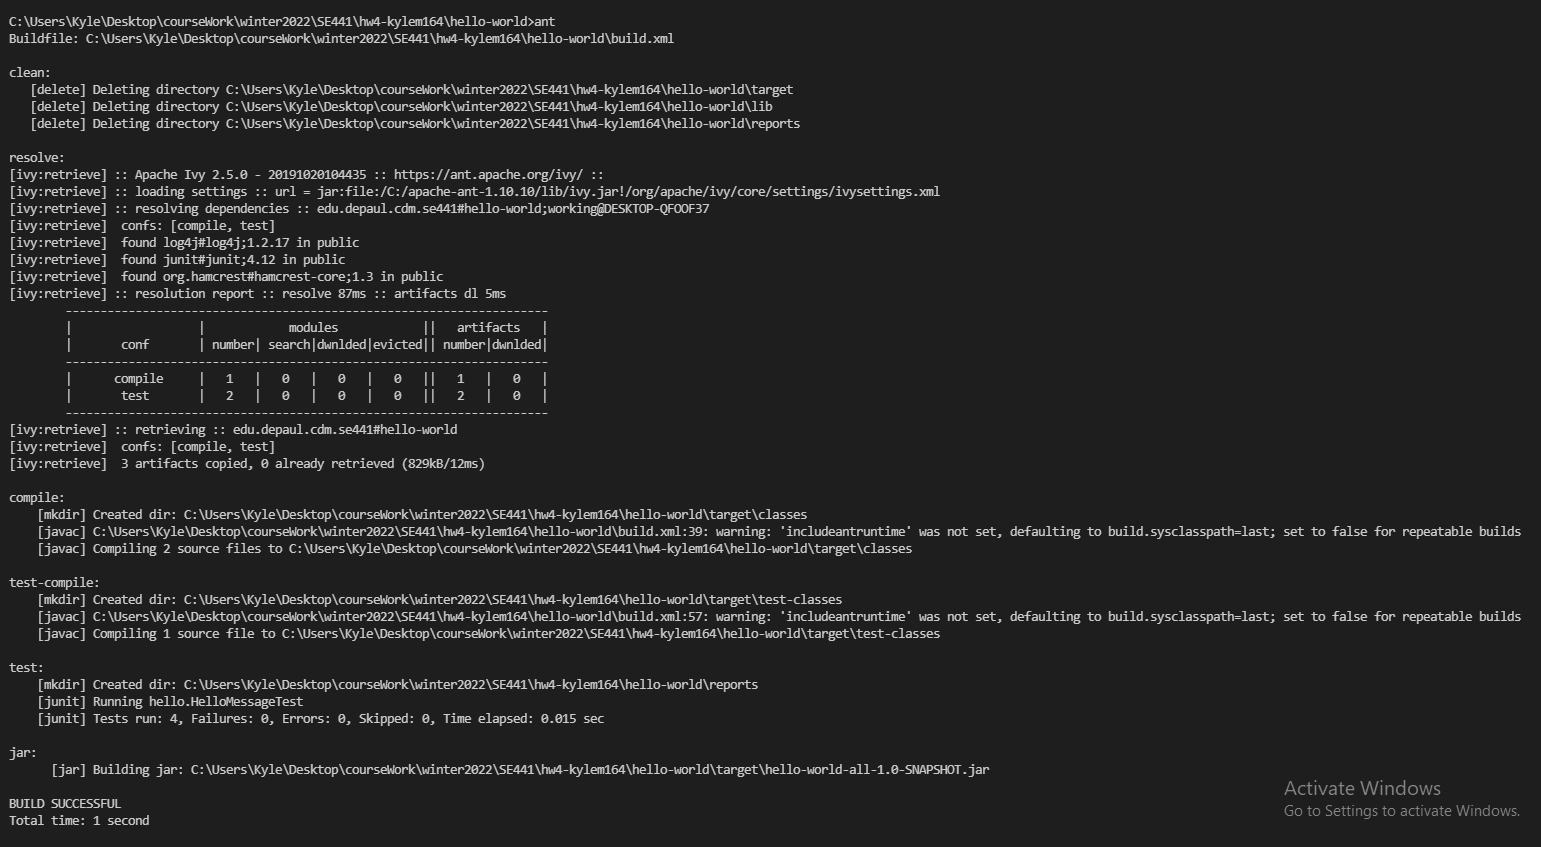 C:\Users\Kyle\Desktop\courseWork\winter2022\SE441\hw4-kylem164\hello-world>ant
Buildfile: C:\Users\Kyle\Desktop\courseWork\winter2022\SE441\hw4-kylem164\hello-world\build.xml

clean:
   [delete] Deleting directory C:\Users\Kyle\Desktop\courseWork\winter2022\SE441\hw4-kylem164\hello-world\target
   [delete] Deleting directory C:\Users\Kyle\Desktop\courseWork\winter2022\SE441\hw4-kylem164\hello-world\lib
   [delete] Deleting directory C:\Users\Kyle\Desktop\courseWork\winter2022\SE441\hw4-kylem164\hello-world\reports

resolve:
[ivy:retrieve] :: Apache Ivy 2.5.0 - 20191020104435 :: https://ant.apache.org/ivy/ ::
[ivy:retrieve] :: loading settings :: url = jar:file:/C:/apache-ant-1.10.10/lib/ivy.jar!/org/apache/ivy/core/settings/ivysettings.xml
[ivy:retrieve] :: resolving dependencies :: edu.depaul.cdm.se441#hello-world;working@DESKTOP-QFOOF37
[ivy:retrieve]  confs: [compile, test]
[ivy:retrieve]  found log4j#log4j;1.2.17 in public
[ivy:retrieve]  found junit#junit;4.12 in public
[ivy:retrieve]  found org.hamcrest#hamcrest-core;1.3 in public
[ivy:retrieve] :: resolution report :: resolve 87ms :: artifacts dl 5ms
        ---------------------------------------------------------------------
        |                  |            modules            ||   artifacts   |
        |       conf       | number| search|dwnlded|evicted|| number|dwnlded|
        ---------------------------------------------------------------------
        |      compile     |   1   |   0   |   0   |   0   ||   1   |   0   |
        |       test       |   2   |   0   |   0   |   0   ||   2   |   0   |
        ---------------------------------------------------------------------
[ivy:retrieve] :: retrieving :: edu.depaul.cdm.se441#hello-world
[ivy:retrieve]  confs: [compile, test]
[ivy:retrieve]  3 artifacts copied, 0 already retrieved (829kB/12ms)

compile:
    [mkdir] Created dir: C:\Users\Kyle\Desktop\courseWork\winter2022\SE441\hw4-kylem164\hello-world\target\classes
    [javac] C:\Users\Kyle\Desktop\courseWork\winter2022\SE441\hw4-kylem164\hello-world\build.xml:39: warning: 'includeantruntime' was not set, defaulting to build.sysclasspath=last; set to false for repeatable builds
    [javac] Compiling 2 source files to C:\Users\Kyle\Desktop\courseWork\winter2022\SE441\hw4-kylem164\hello-world\target\classes

test-compile:
    [mkdir] Created dir: C:\Users\Kyle\Desktop\courseWork\winter2022\SE441\hw4-kylem164\hello-world\target\test-classes
    [javac] C:\Users\Kyle\Desktop\courseWork\winter2022\SE441\hw4-kylem164\hello-world\build.xml:57: warning: 'includeantruntime' was not set, defaulting to build.sysclasspath=last; set to false for repeatable builds
    [javac] Compiling 1 source file to C:\Users\Kyle\Desktop\courseWork\winter2022\SE441\hw4-kylem164\hello-world\target\test-classes

test:
    [mkdir] Created dir: C:\Users\Kyle\Desktop\courseWork\winter2022\SE441\hw4-kylem164\hello-world\reports
    [junit] Running hello.HelloMessageTest
    [junit] Tests run: 4, Failures: 0, Errors: 0, Skipped: 0, Time elapsed: 0.015 sec

jar:
      [jar] Building jar: C:\Users\Kyle\Desktop\courseWork\winter2022\SE441\hw4-kylem164\hello-world\target\hello-world-all-1.0-SNAPSHOT.jar

BUILD SUCCESSFUL
Total time: 1 second
Activate Windows
Go to Settings to activate Windows.